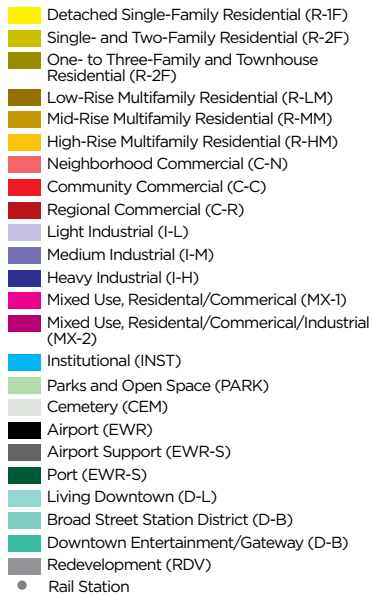 Detached Single-Family Residential (R-1F)
Single- and Two-Family Residential (R-2F)
One- to Three-Family and Townhouse
Residential (R-2F)
Low-Rise Multifamily Residential (R-LM)
Mid-Rise Multifamily Residential (R-MM)
High-Rise Multifamily Residential (R-HM)
Neighborhood Commercial (C-N)
Community Commercial (C-C)
Regional Commercial (C-R)
Light Industrial (I-L)
Medium Industrial (I-M)
Heavy Industrial (I-H)
Mixed Use, Residental/Commerical (MX-1)
Mixed Use, Residental/Commerical/Industrial
(MX-2)
Institutional (INST)
Parks and Open Space (PARK)
Cemetery (CEM)
Airport (EWR)
Airport Support (EWR-S)
Port (EWR-S)
Living Downtown (D-L)
Broad Street Station District (D-B)
Downtown Entertainment/Gateway (D-B)
Redevelopment (RDV)
Rail Station